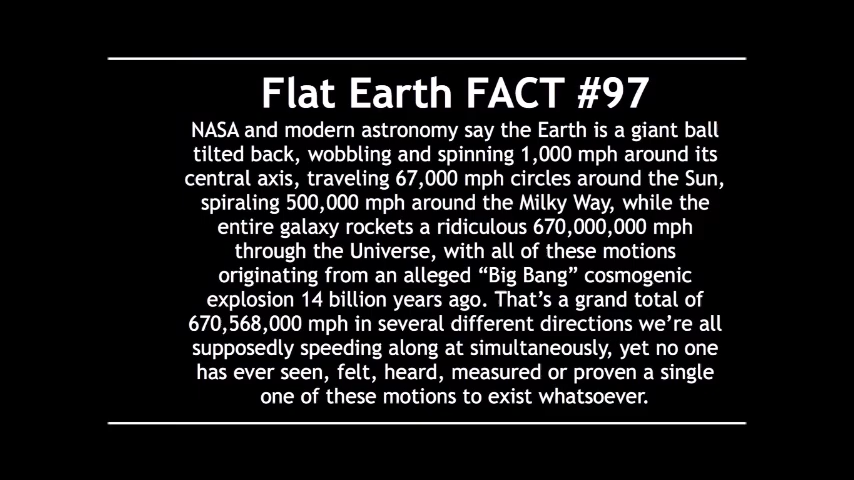 Flat Earth FACT #97
NASA and modern astronomy say the Earth is a giant ball
tilted back, wobbling and spinning 1,000 mph around its
central axis, traveling 67,000 mph circles around the Sun,
spiraling 500,000 mph around the Milky Way, while the
entire galaxy rockets a ridiculous 670,000,000 mph
through the Universe, with all of these motions
originating from an alleged “Big Bang” cosmogenic
explosion 14 billion years ago. That’s a grand total of
670,568,000 mph in several different directions we’re all
supposedly speeding along at simultaneously, yet no one
has ever seen, felt, heard, measured or proven a single
one of these motions to exist whatsoever.